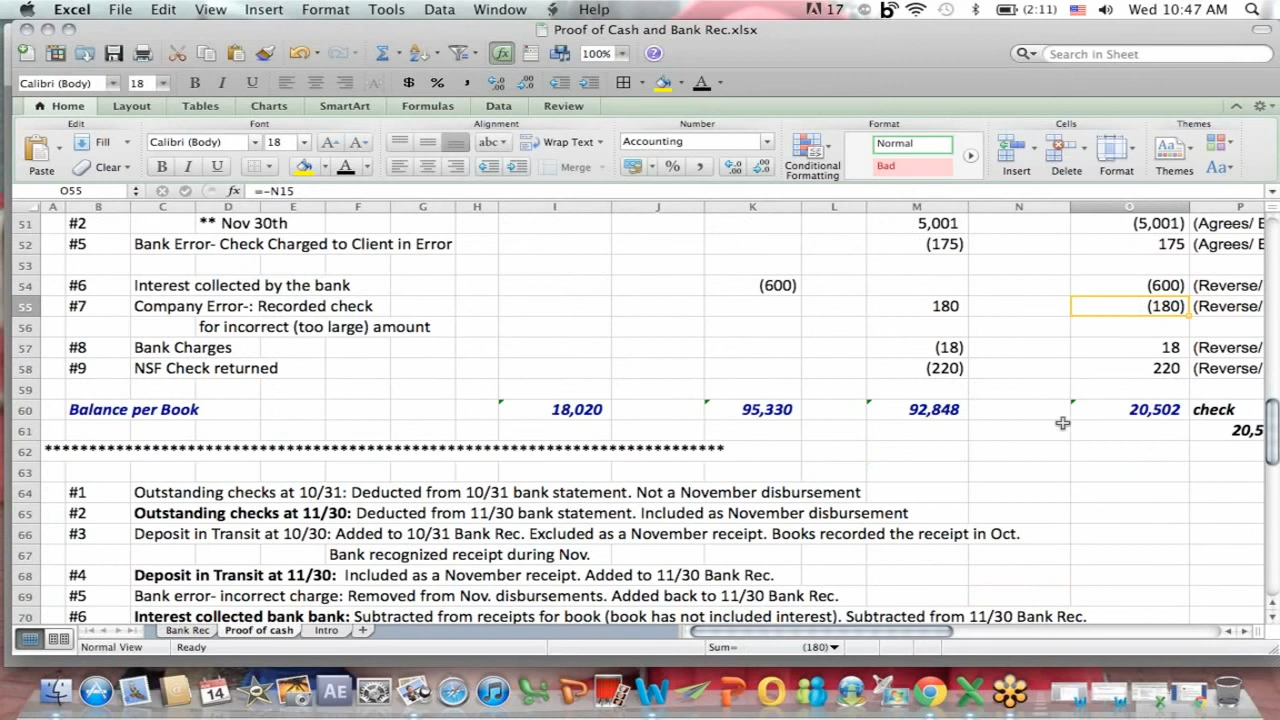 Excel File Edit View Insert Format Tools Data Window Help 17 (2:11) Wed 10:47 AM
Proof of Cash and Bank Rec.xlsx
100% Search in Sheet
Calibri (Body) 18 B I U $ % ,
Home Layout Tables Charts SmartArt Formulas Data Review
Edit Font Alignment Number Format Cells Themes
Fill Calibri (Body) 18 A A abc Wrap Text Accounting Normal
Paste Clear B I U A Merge % , Conditional Formatting Bad Insert Delete Format Themes Aa
O55 fx =-N15
A B C D E F G H I J K L M N O P
51 #2 ** Nov 30th 5,001 (5,001) (Agrees/ E
52 #5 Bank Error- Check Charged to Client in Error (175) 175 (Agrees/ E
53
54 #6 Interest collected by the bank (600) (600) (Reverse/
55 #7 Company Error-: Recorded check 180 (180) (Reverse/
56 for incorrect (too large) amount
57 #8 Bank Charges (18) 18 (Reverse/
58 #9 NSF Check returned (220) 220 (Reverse/
59
60 Balance per Book 18,020 95,330 92,848 20,502 check
61 20,5
62 ****************************************************************************
63
64 #1 Outstanding checks at 10/31: Deducted from 10/31 bank statement. Not a November disbursement
65 #2 Outstanding checks at 11/30: Deducted from 11/30 bank statement. Included as November disbursement
66 #3 Deposit in Transit at 10/30: Added to 10/31 Bank Rec. Excluded as a November receipt. Books recorded the receipt in Oct.
67 Bank recognized receipt during Nov.
68 #4 Deposit in Transit at 11/30: Included as a November receipt. Added to 11/30 Bank Rec.
69 #5 Bank error- incorrect charge: Removed from Nov. disbursements. Added back to 11/30 Bank Rec.
70 #6 Interest collected bank bank: Subtracted from receipts for book (book has not included interest). Subtracted from 11/30 Bank Rec.
Bank Rec Proof of cash Intro +
Normal View Ready Sum= (180)
14 AE